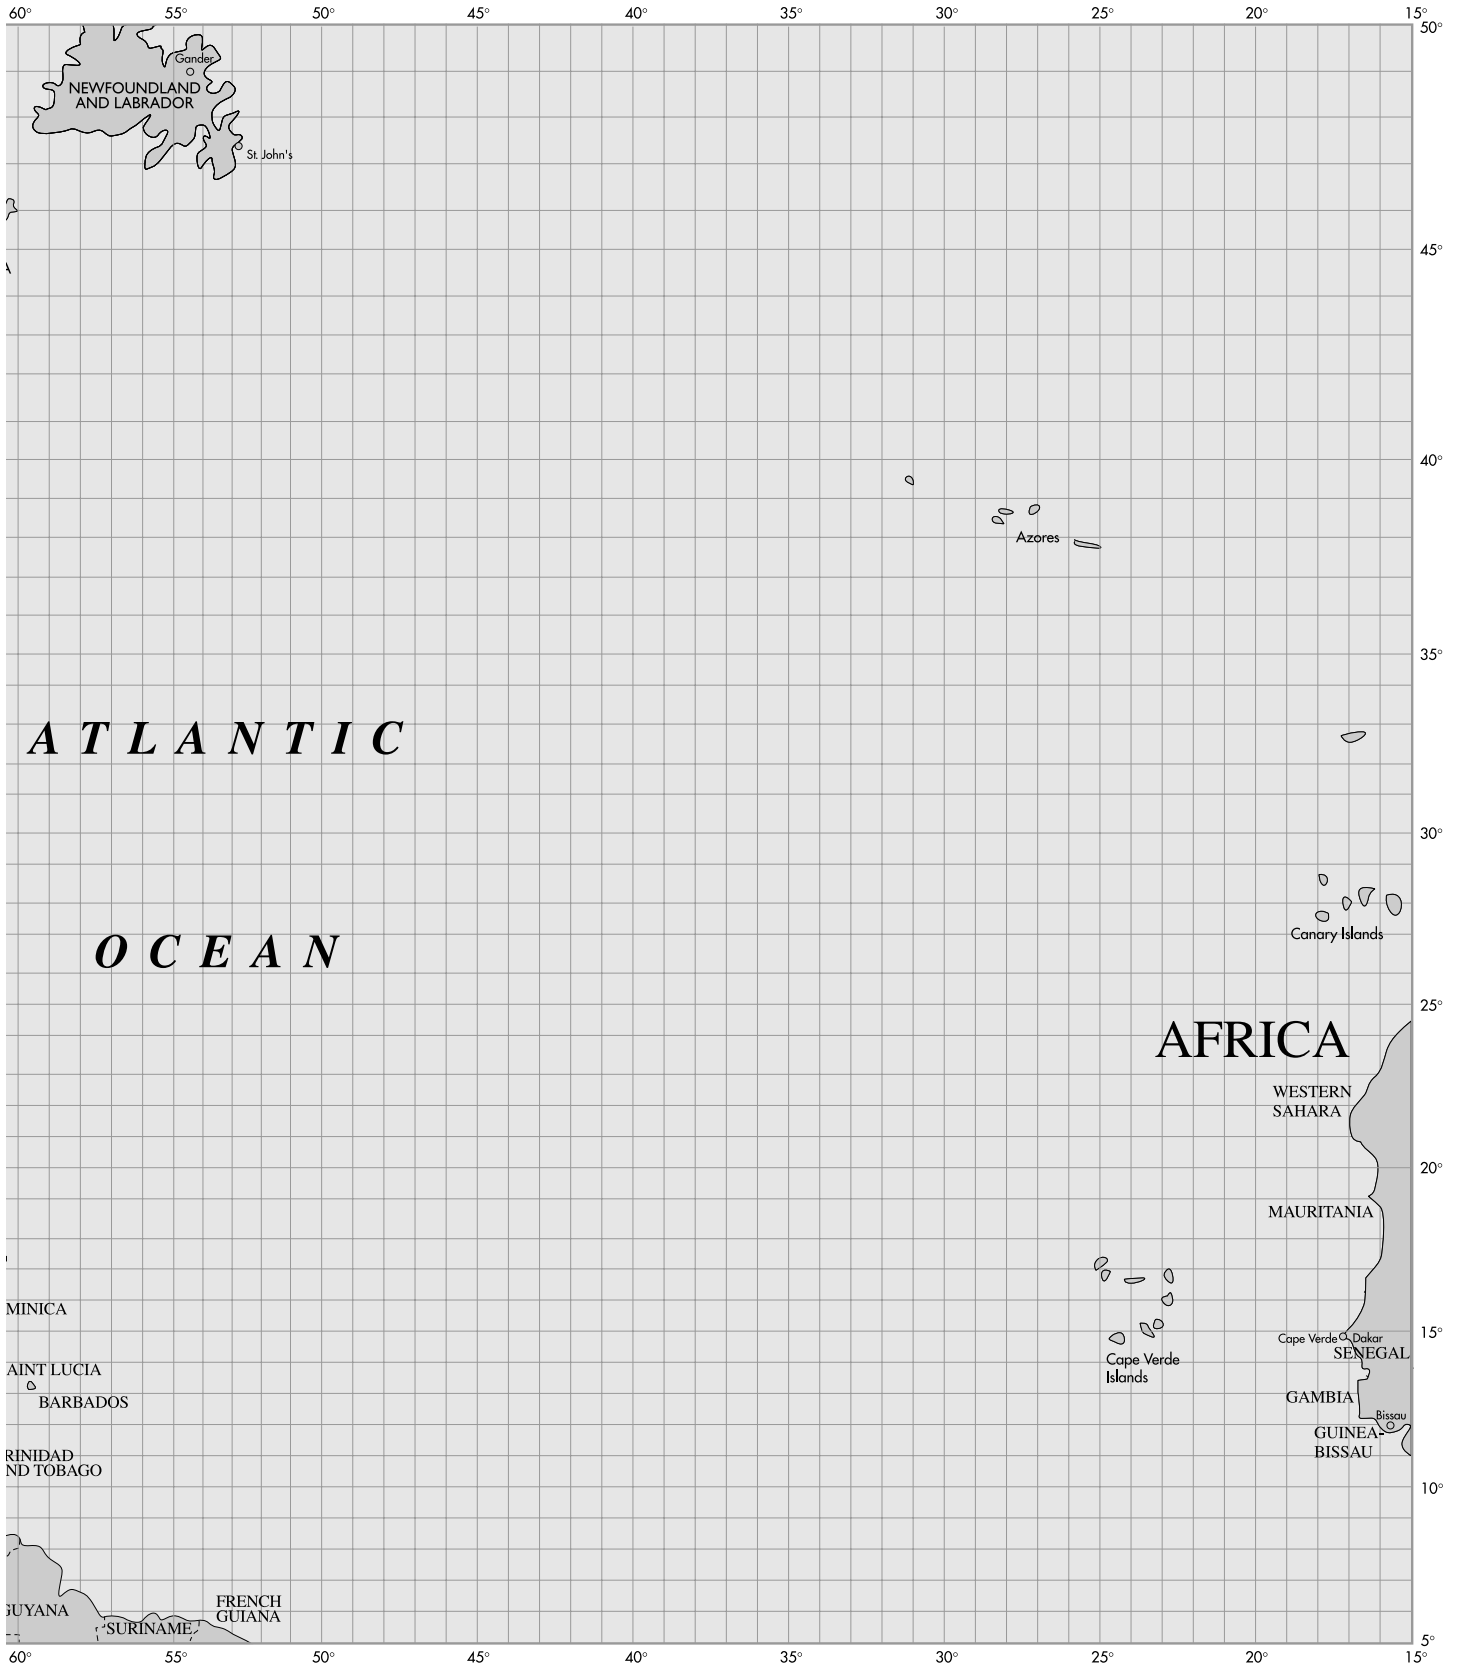 60° 55° 50° 45° 40° 35° 30° 25° 20° 15°
50°
Gander
NEWFOUNDLAND
AND LABRADOR
St. John's
45°
A
40°
Azores
35°
ATLANTIC
30°
Canary Islands
OCEAN
25°
AFRICA
WESTERN
SAHARA
20°
MAURITANIA
MINICA
15°
Cape Verde Dakar
SENEGAL
Cape Verde
Islands
AINT LUCIA
GAMBIA
BARBADOS
Bissau
GUINEA-
BISSAU
RINIDAD
ND TOBAGO
10°
FRENCH
GUIANA
GUYANA
SURINAME
5°
60° 55° 50° 45° 40° 35° 30° 25° 20° 15°